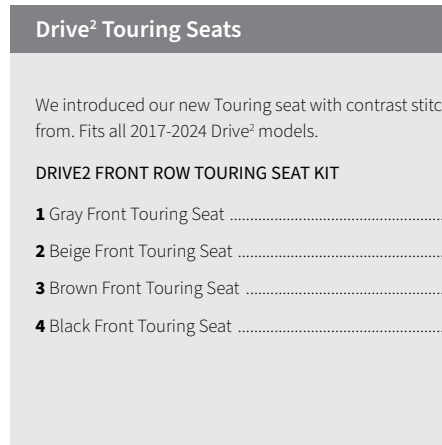 Drive² Touring Seats
We introduced our new Touring seat with contrast
from. Fits all 2017-2024 Drive² models.
DRIVE2 FRONT ROW TOURING SEAT KIT
1 Gray Front Touring Seat ........................................................
2 Beige Front Touring Seat ......................................................
3 Brown Front Touring Seat ....................................................
4 Black Front Touring Seat ......................................................